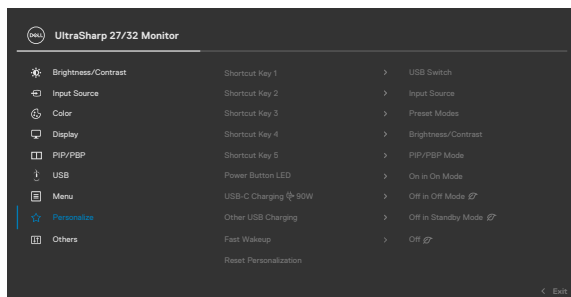 DELL UltraSharp 27/32 Monitor
Brightness/Contrast Shortcut Key 1 > USB Switch
Input Source Shortcut Key 2 > Input Source
Color Shortcut Key 3 > Preset Modes
Display Shortcut Key 4 > Brightness/Contrast
PIP/PBP Shortcut Key 5 > PIP/PBP Mode
USB Power Button LED > On in On Mode
Menu USB-C Charging 90W > Off in Off Mode
Personalize Other USB Charging > Off in Standby Mode
Others Fast Wakeup > Off
Reset Personalization
< Exit